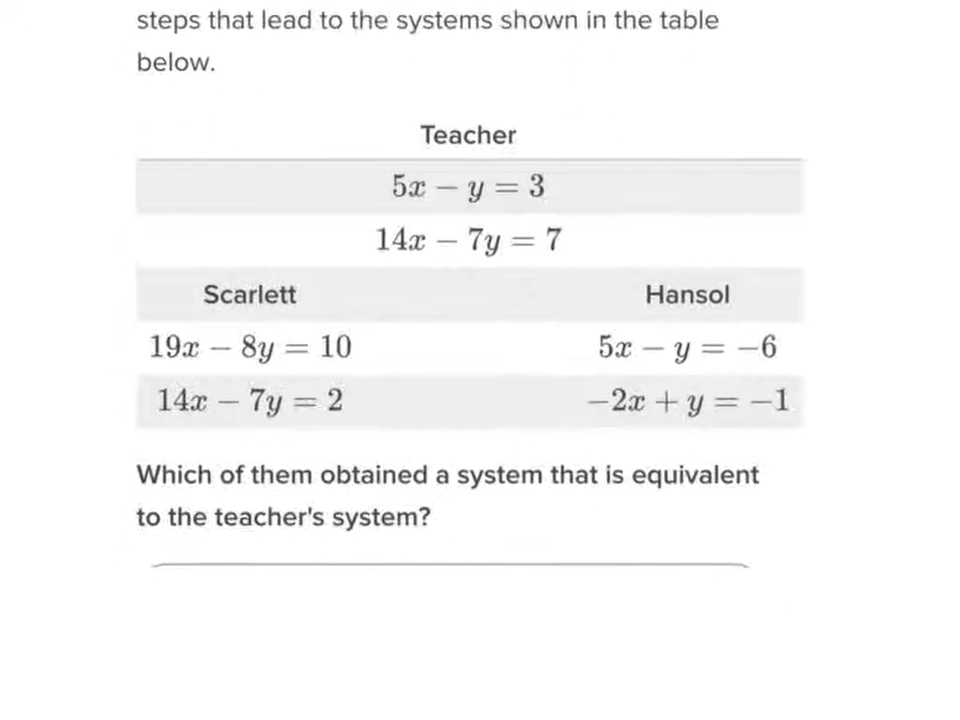 steps that lead to the systems shown in the table
below.
Teacher
5x − y = 3
14x − 7y = 7
Scarlett Hansol
19x − 8y = 10 5x − y = −6
14x − 7y = 2 −2x + y = −1
Which of them obtained a system that is equivalent
to the teacher's system?